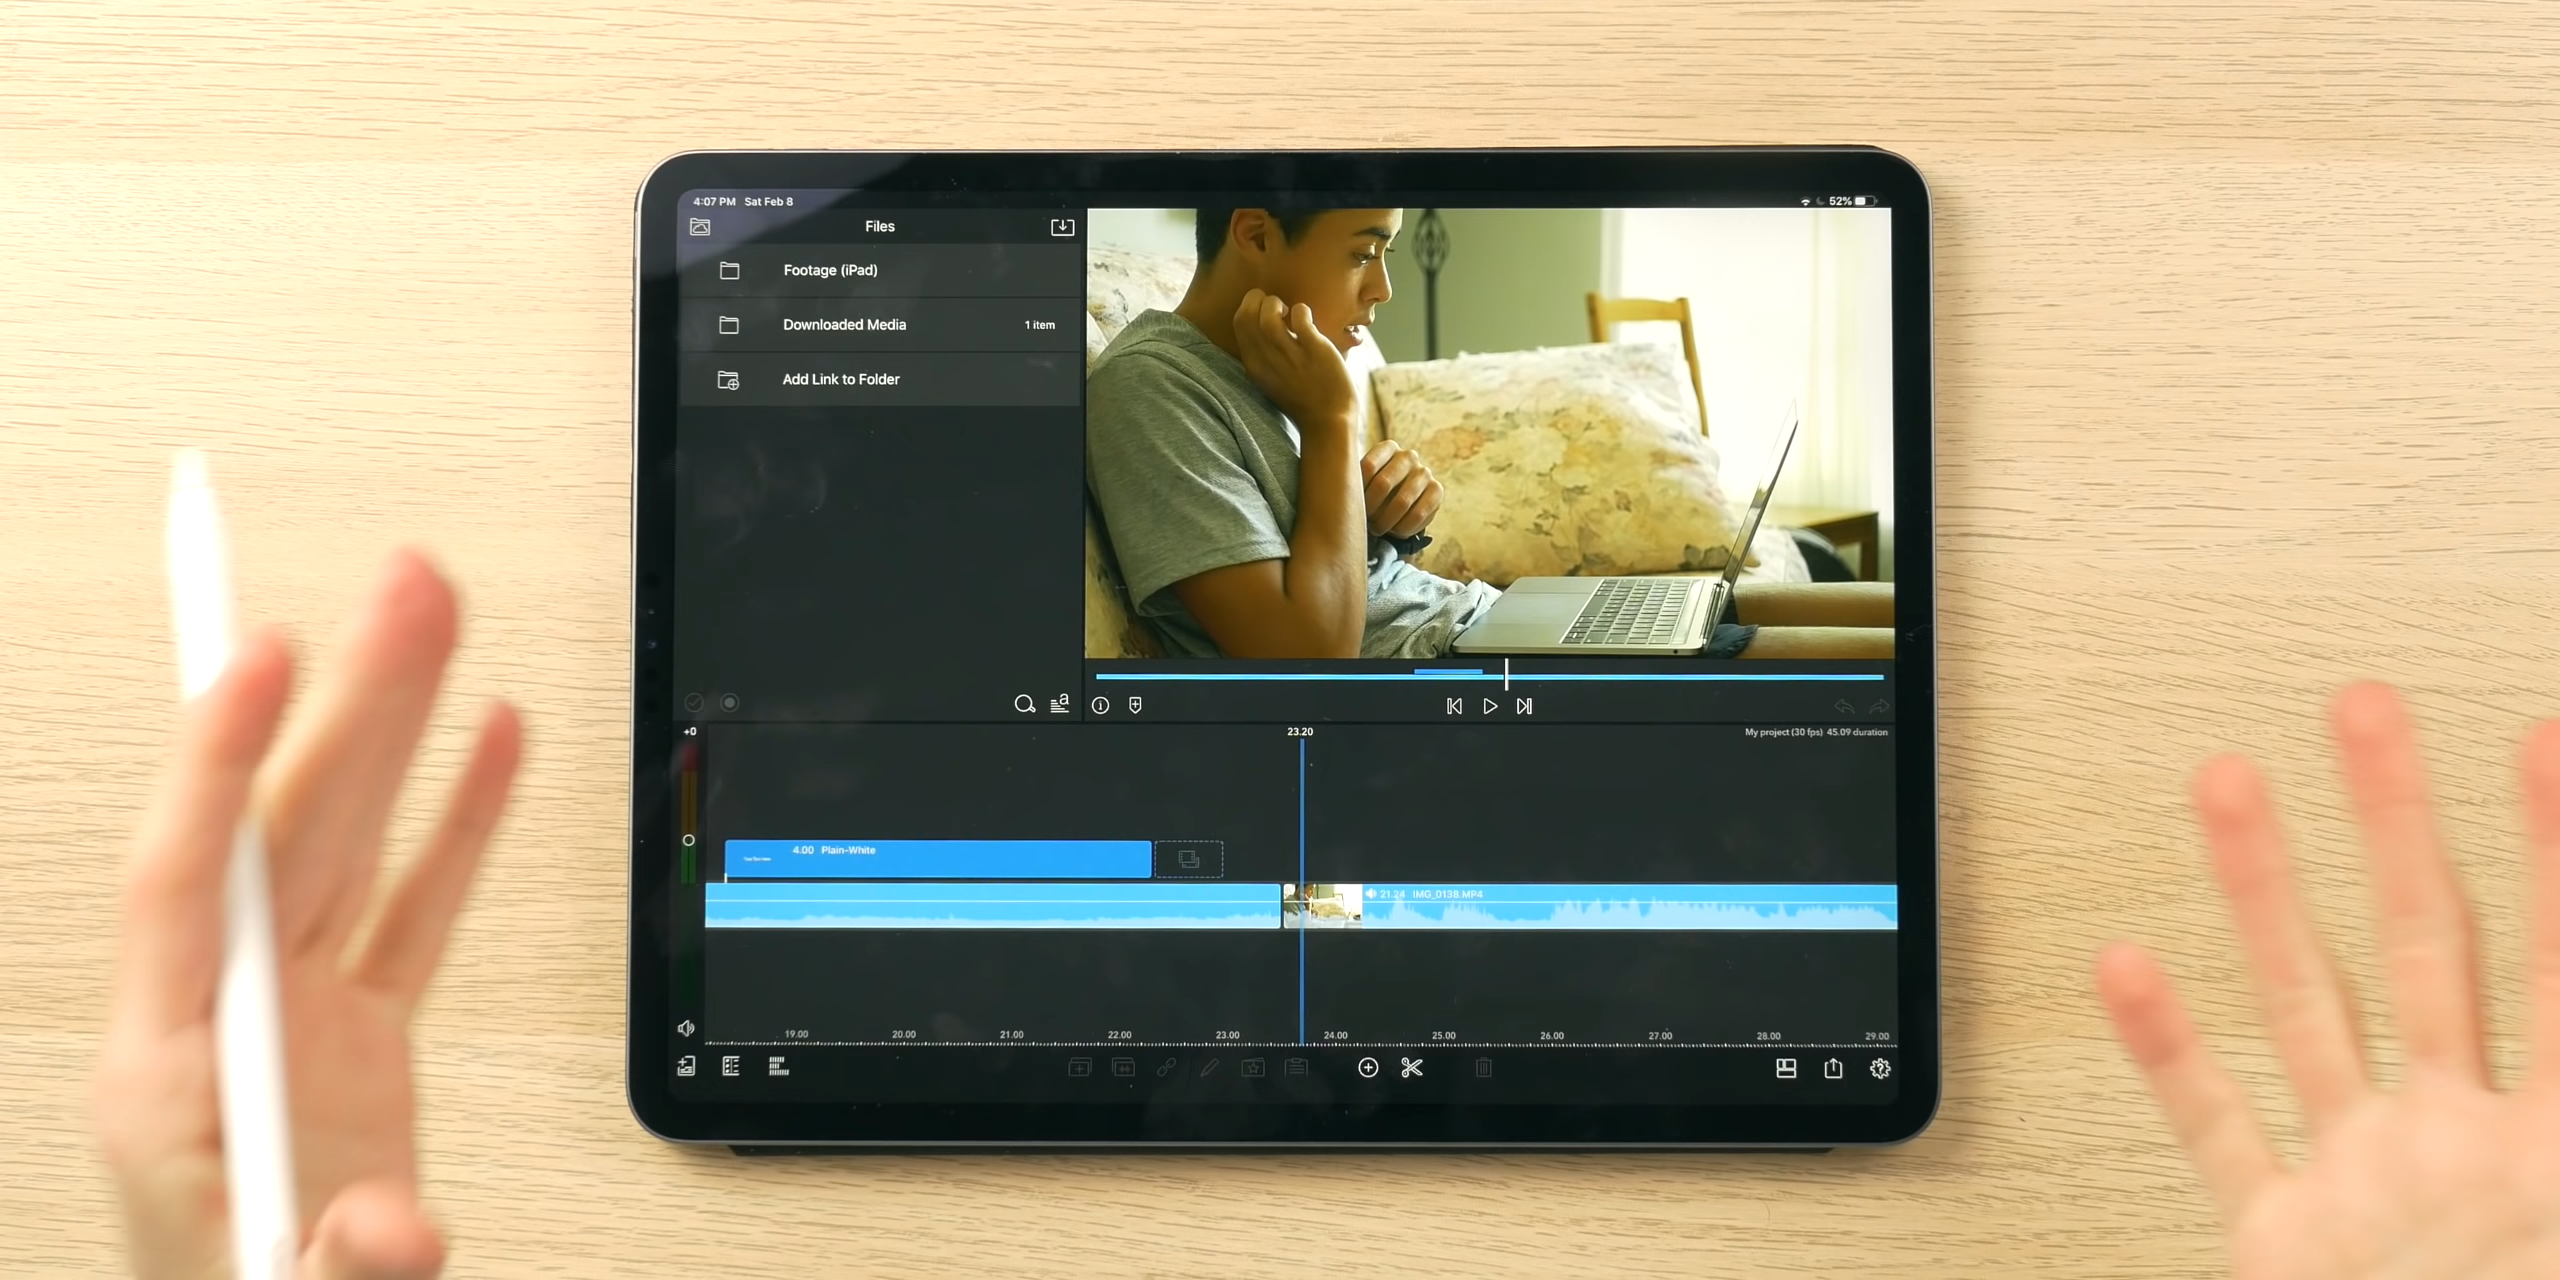 4:07 PM Sat Feb 8
52%
Files
Footage (iPad)
Downloaded Media 1 item
Add Link to Folder
+0
23.20
My project (30 fps) 45.09 duration
4.00 Plain-White
21.24 IMG_0138.MP4
19.00 20.00 21.00 22.00 23.00 24.00 25.00 26.00 27.00 28.00 29.00